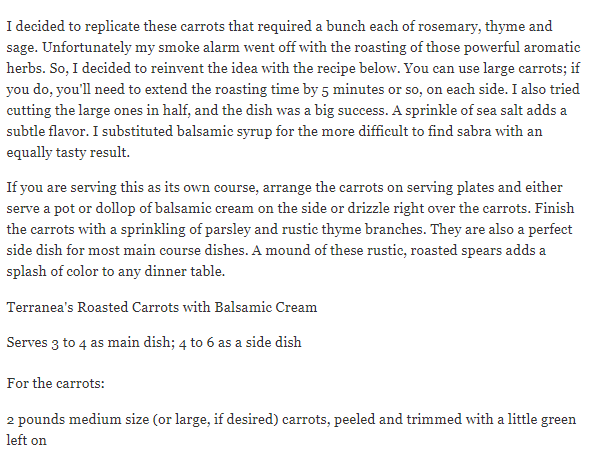 I decided to replicate these carrots that required a bunch each of rosemary, thyme and
sage. Unfortunately my smoke alarm went off with the roasting of those powerful aromatic
herbs. So, I decided to reinvent the idea with the recipe below. You can use large carrots; if
you do, you'll need to extend the roasting time by 5 minutes or so, on each side. I also tried
cutting the large ones in half, and the dish was a big success. A sprinkle of sea salt adds a
subtle flavor. I substituted balsamic syrup for the more difficult to find sabra with an
equally tasty result.
If you are serving this as its own course, arrange the carrots on serving plates and either
serve a pot or dollop of balsamic cream on the side or drizzle right over the carrots. Finish
the carrots with a sprinkling of parsley and rustic thyme branches. They are also a perfect
side dish for most main course dishes. A mound of these rustic, roasted spears adds a
splash of color to any dinner table.
Terranea's Roasted Carrots with Balsamic Cream
Serves 3 to 4 as main dish; 4 to 6 as a side dish
For the carrots:
2 pounds medium size (or large, if desired) carrots, peeled and trimmed with a little green
left on